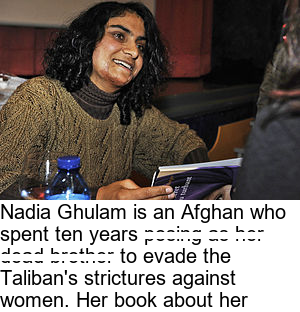 Nadia Ghulam is an Afghan who
spent ten years
to evade the
Taliban's strictures against
women. Her book about her